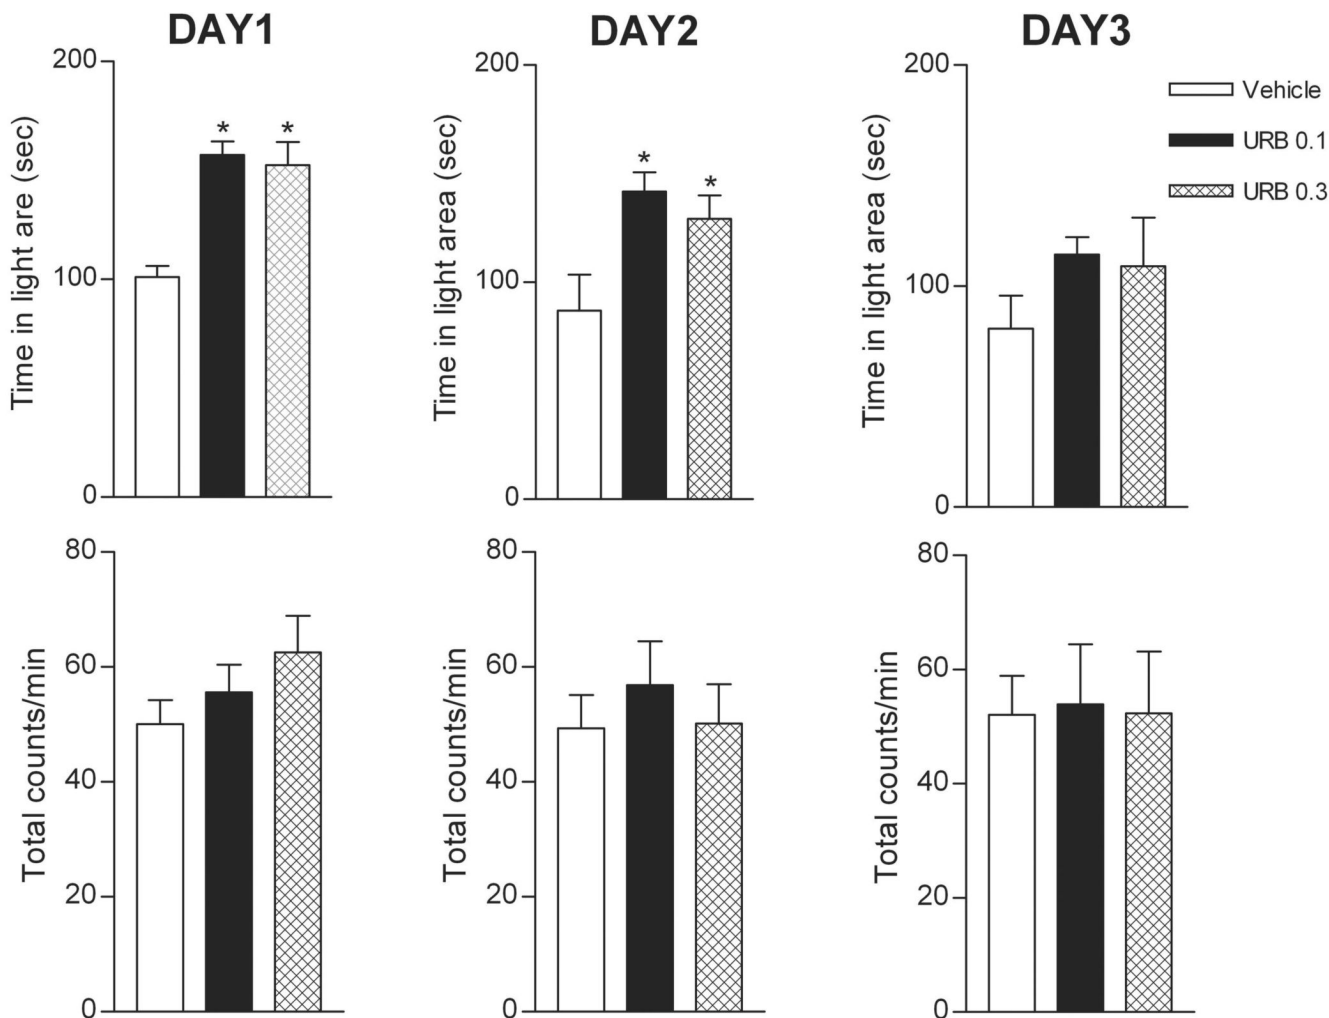 DAY1
DAY2
DAY3
200
100
0
Time in light are (sec)
* *
200
100
0
Time in light area (sec)
* *
200
100
0
Time in light area (sec)
Vehicle
URB 0.1
URB 0.3
80
60
40
20
0
Total counts/min
80
60
40
20
0
Total counts/min
80
60
40
20
0
Total counts/min